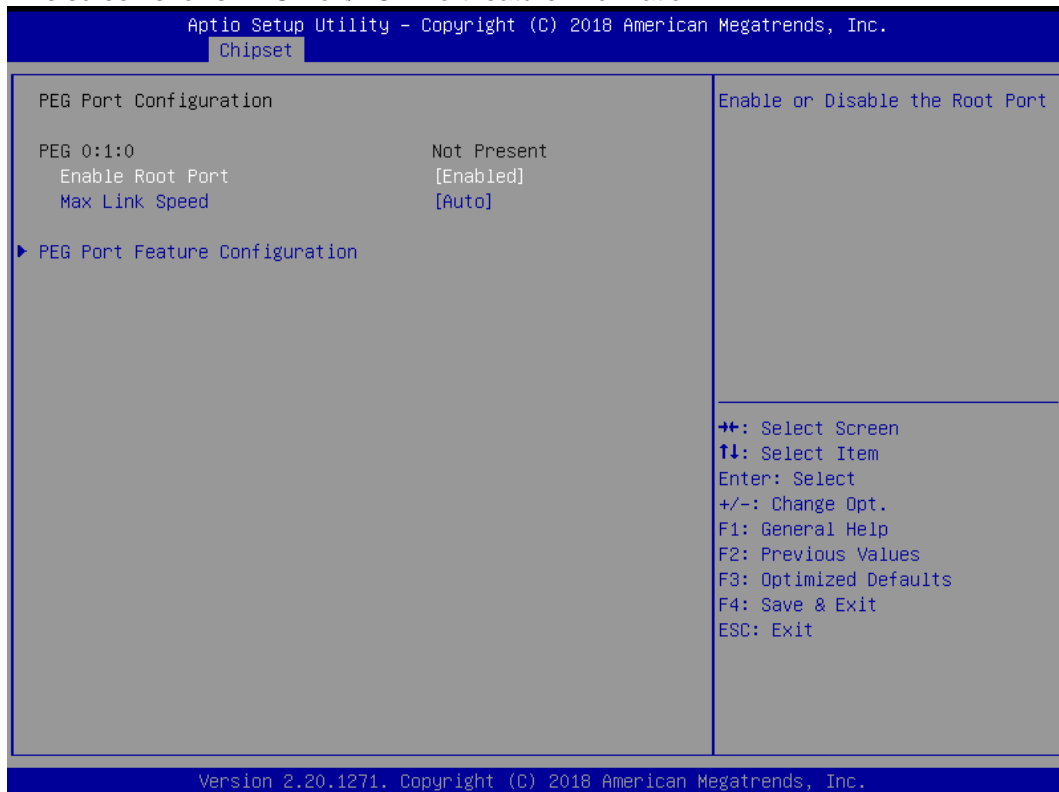 Aptio Setup Utility – Copyright (C) 2018 American Megatrends, Inc.
Chipset
PEG Port Configuration
PEG 0:1:0 Not Present
Enable Root Port [Enabled]
Max Link Speed [Auto]
▶ PEG Port Feature Configuration
Enable or Disable the Root Port
→←: Select Screen
↑↓: Select Item
Enter: Select
+/-: Change Opt.
F1: General Help
F2: Previous Values
F3: Optimized Defaults
F4: Save & Exit
ESC: Exit
Version 2.20.1271. Copyright (C) 2018 American Megatrends, Inc.